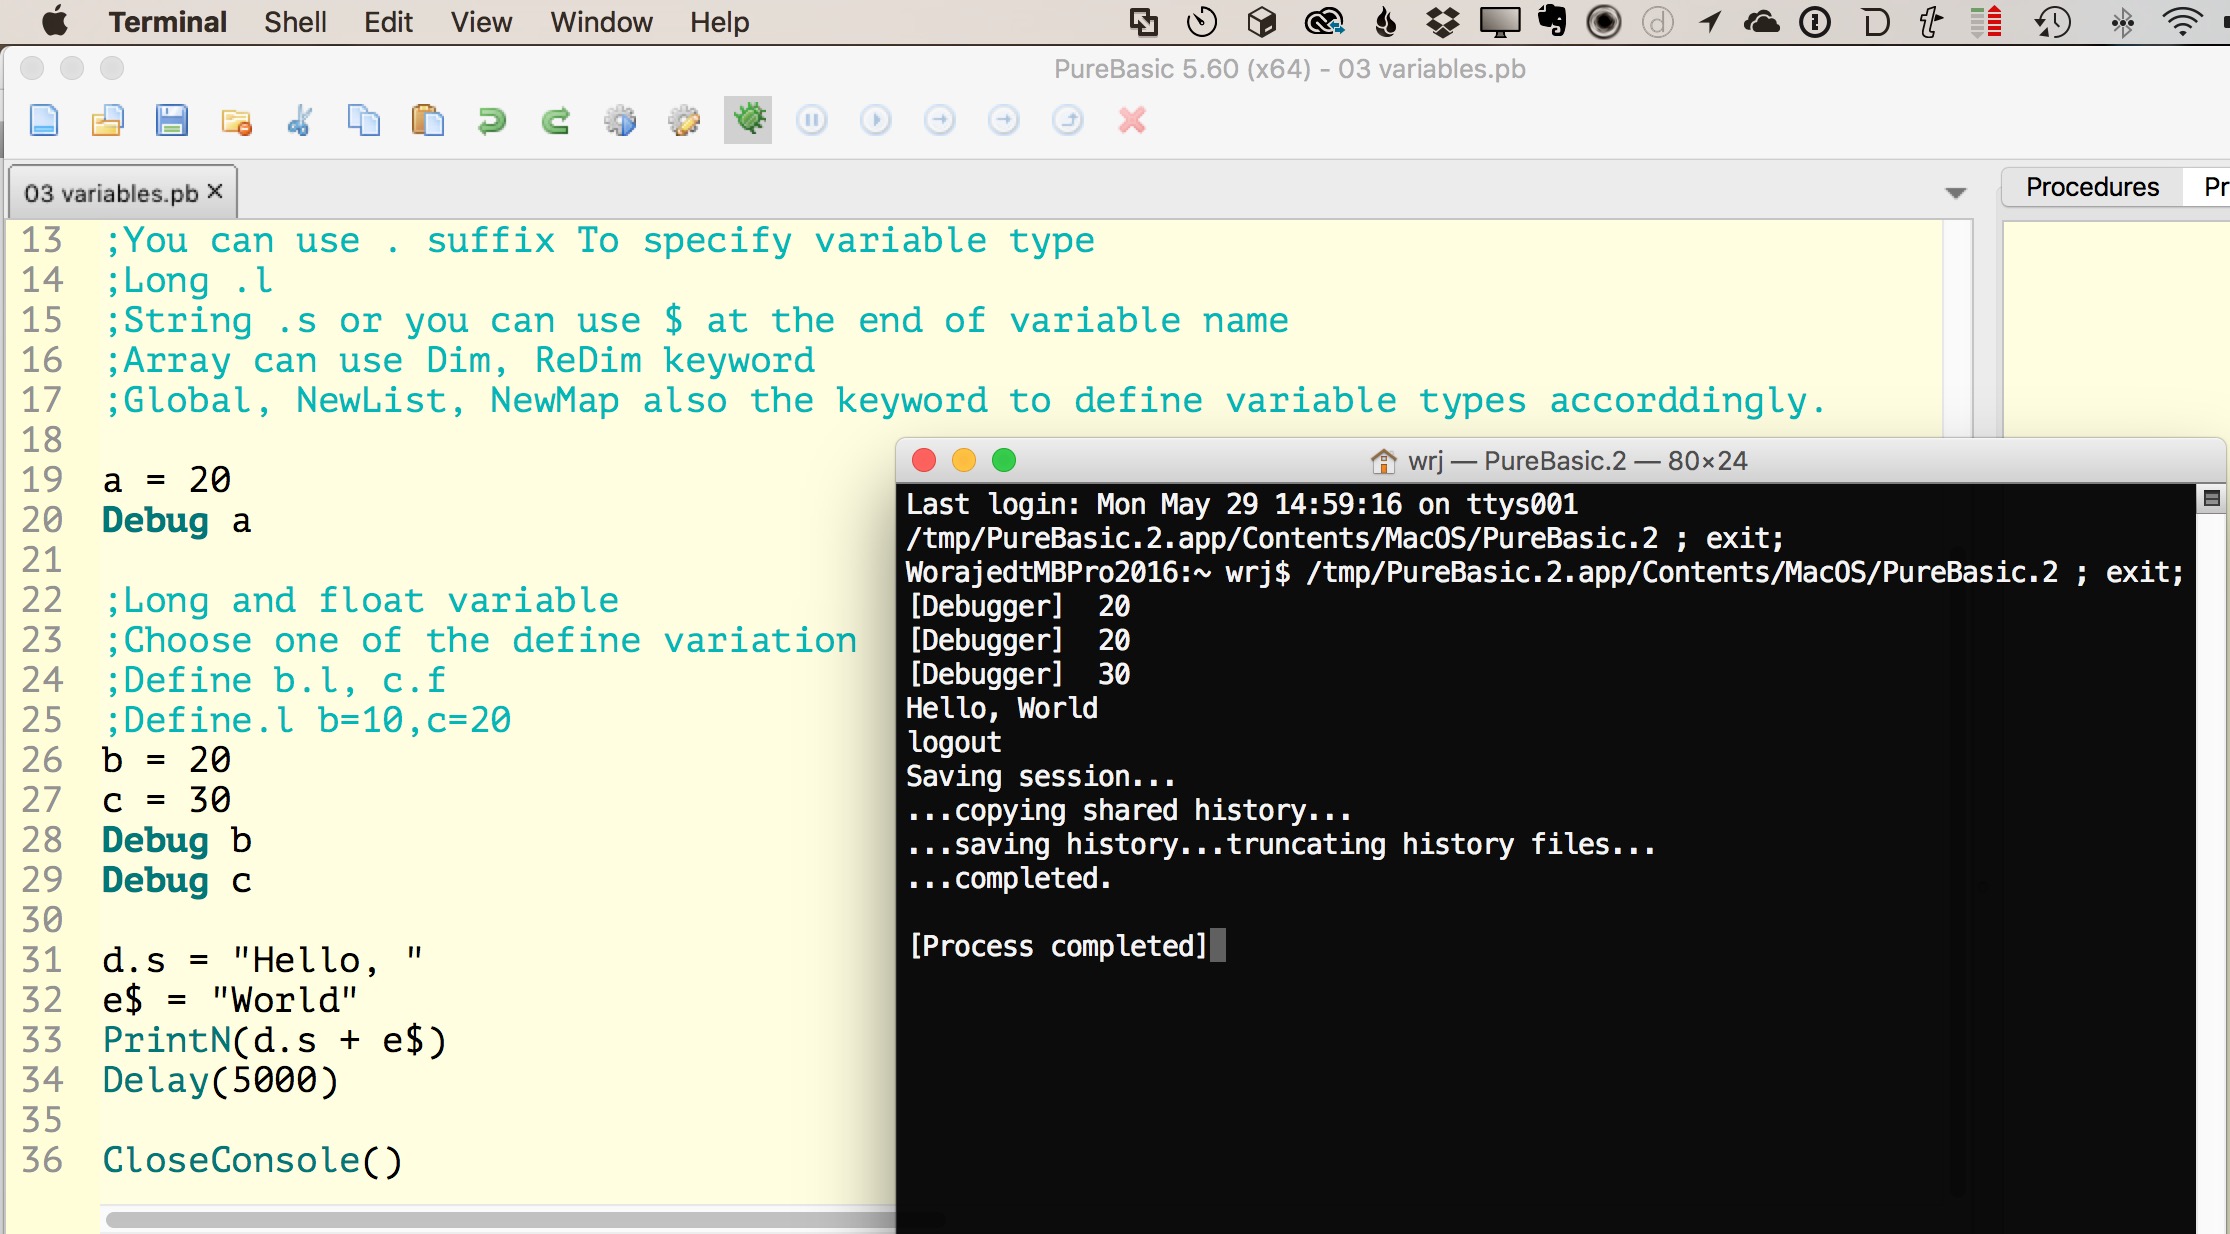 Terminal Shell Edit View Window Help
PureBasic 5.60 (x64) - 03 variables.pb
03 variables.pb ×
Procedures
13 ;You can use . suffix To specify variable type
14 ;Long .l
15 ;String .s or you can use $ at the end of variable name
16 ;Array can use Dim, ReDim keyword
17 ;Global, NewList, NewMap also the keyword to define variable types accorddingly.
18
19 a = 20
20 Debug a
21
22 ;Long and float variable
23 ;Choose one of the define variation
24 ;Define b.l, c.f
25 ;Define.l b=10,c=20
26 b = 20
27 c = 30
28 Debug b
29 Debug c
30
31 d.s = "Hello, "
32 e$ = "World"
33 PrintN(d.s + e$)
34 Delay(5000)
35
36 CloseConsole()
wrj — PureBasic.2 — 80×24
Last login: Mon May 29 14:59:16 on ttys001
/tmp/PureBasic.2.app/Contents/MacOS/PureBasic.2 ; exit;
WorajedtMBPro2016:~ wrj$ /tmp/PureBasic.2.app/Contents/MacOS/PureBasic.2 ; exit;
[Debugger]  20
[Debugger]  20
[Debugger]  30
Hello, World
logout
Saving session...
...copying shared history...
...saving history...truncating history files...
...completed.
[Process completed]